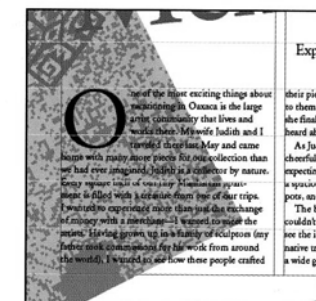 Exp
One of the most exciting things about
vacationing in Oaxaca is the large
artist community that lives and
works there. My wife Judith and I
traveled there last May and came
home with many more pieces for our collection than
we had ever imagined. Judith is a collector by nature.
Every square inch of our tiny Manhattan apart-
ment is filled with a treasure from one of our trips.
I wanted to experience more than just the exchange
of money with a merchant—I wanted to meet the
artists. Having grown up in a family of sculptors (my
father took commissions for his work from around
the world), I wanted to see how these people crafted
their pie
to them
she final
heard ab
As Ju
cheerful
expectin
a spacio
pots, an
The b
couldn't
see the i
native tr
a wide g